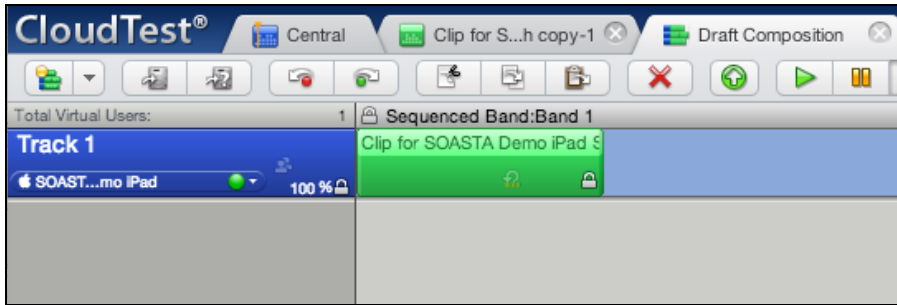 CloudTest®
Central
Clip for S...h copy-1
Draft Composition
Total Virtual Users: 1
Sequenced Band:Band 1
Track 1
Clip for SOASTA Demo iPad S
SOAST...mo iPad
100 %